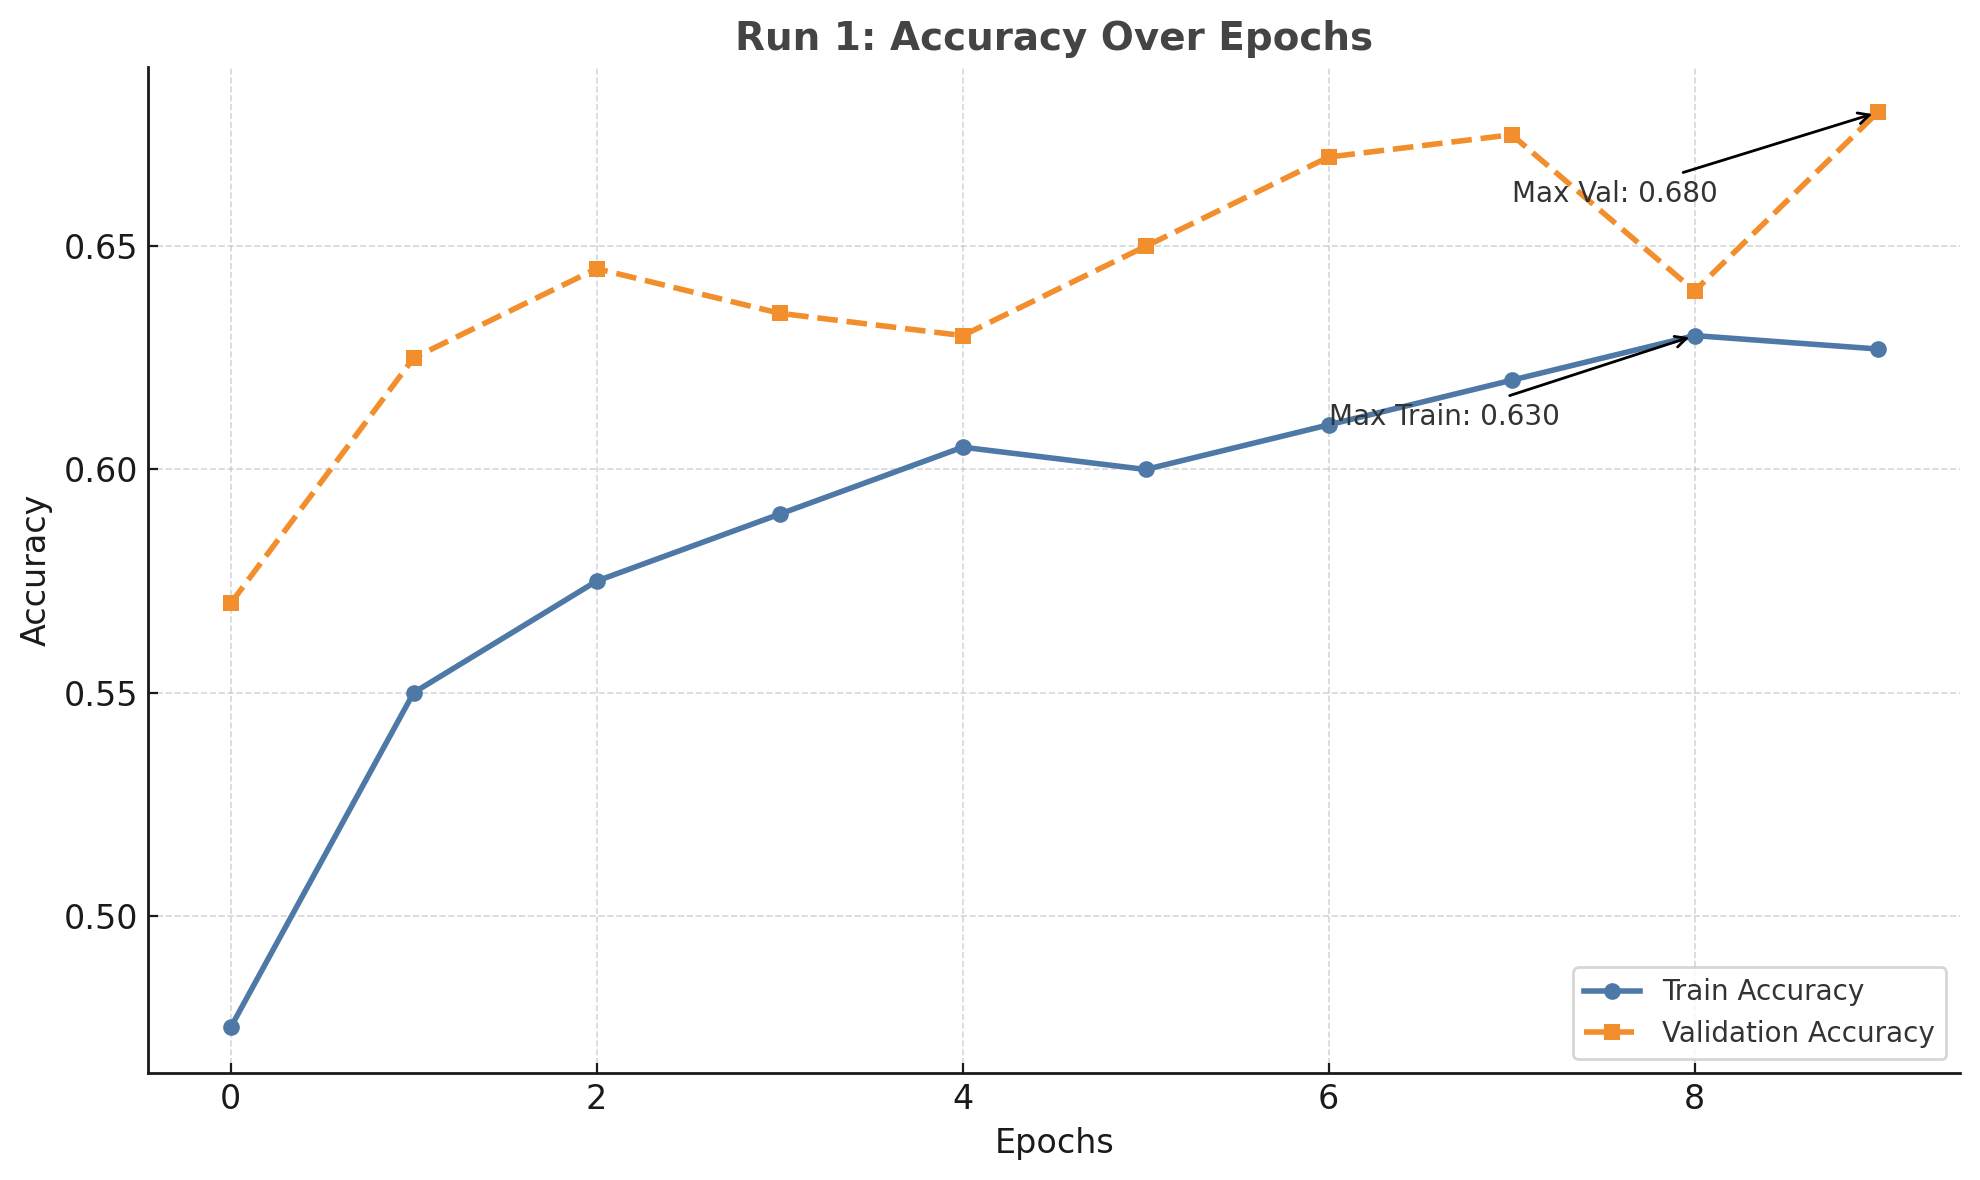 Run 1: Accuracy Over Epochs
Max Val: 0.680
Max Train: 0.630
0.65
0.60
0.55
0.50
Accuracy
0 2 4 6 8
Epochs
Train Accuracy
Validation Accuracy